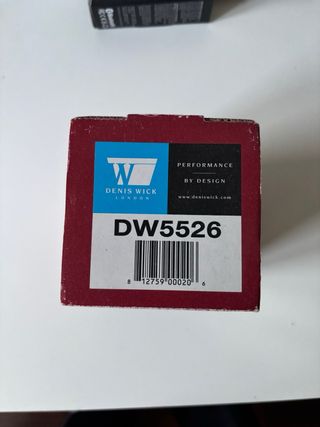 W
DENIS WICK
LONDON
PERFORMANCE
BY DESIGN
www.deniswick.com
DW5526
8 12759 00020 6